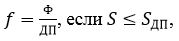 f = Ф/ДП, если S ≤ S_ДП,